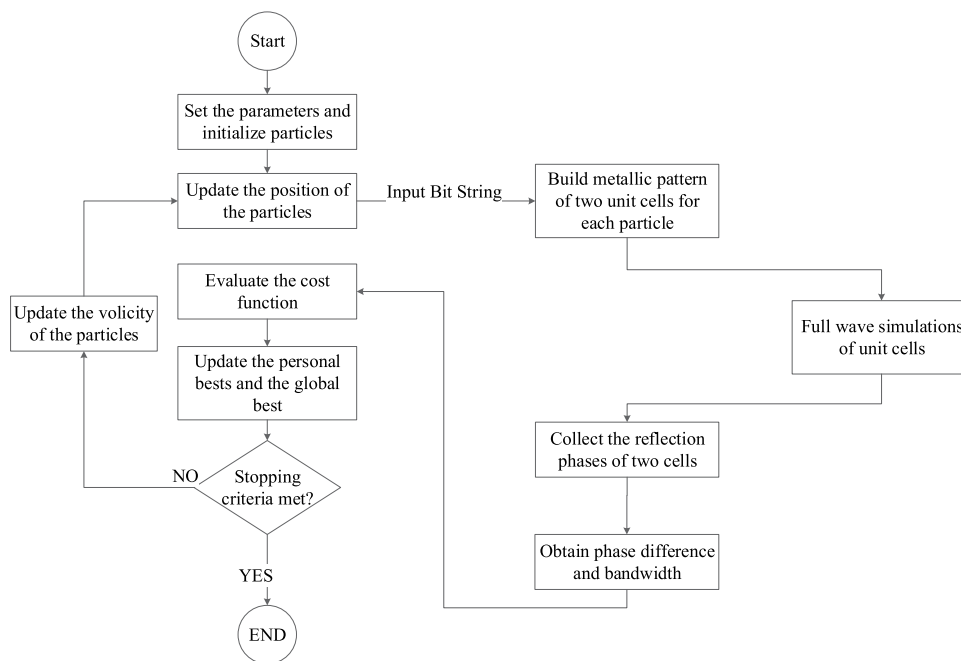 Start
Set the parameters and
initialize particles
Update the position of
the particles
Input Bit String
Build metallic pattern
of two unit cells for
each particle
Full wave simulations
of unit cells
Collect the reflection
phases of two cells
Obtain phase difference
and bandwidth
Evaluate the cost
function
Update the personal
bests and the global
best
Stopping
criteria met?
NO
Update the volicity
of the particles
YES
END